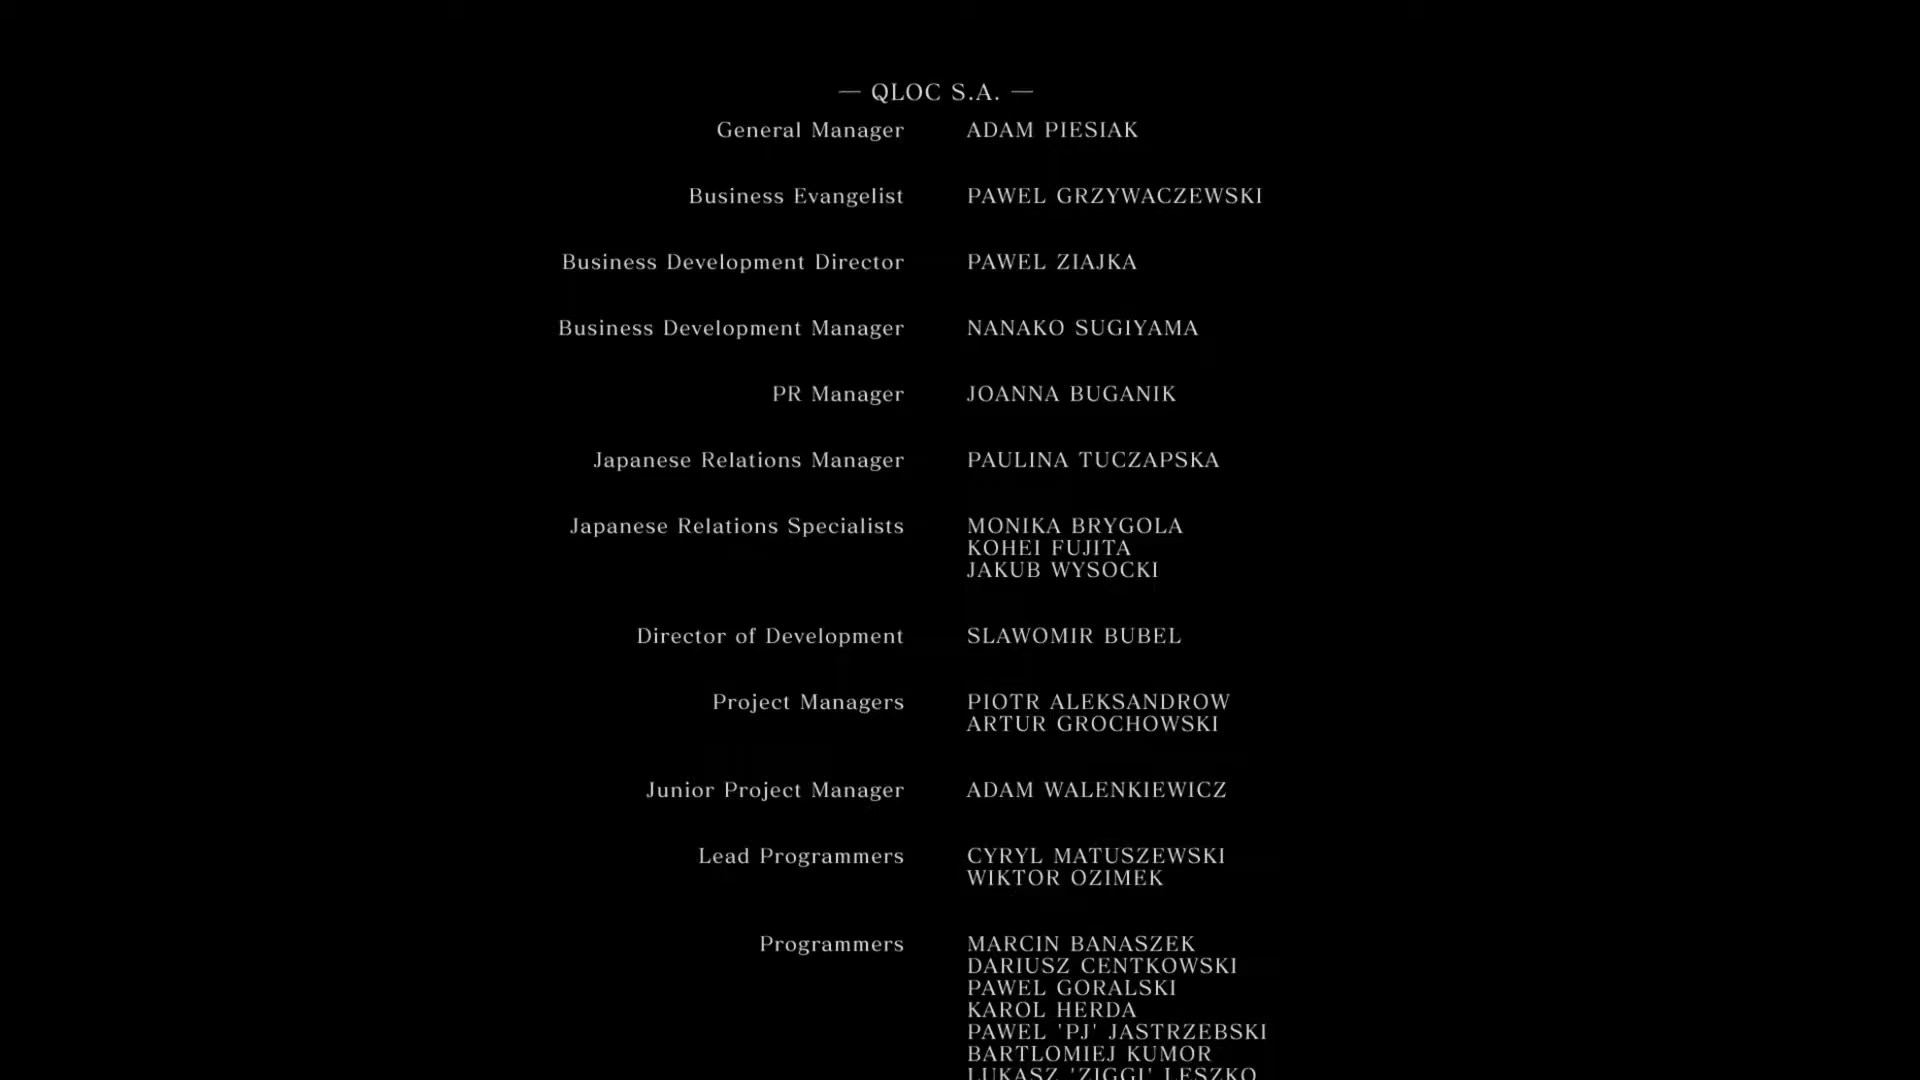 — QLOC S.A. —
General Manager ADAM PIESIAK
Business Evangelist PAWEL GRZYWACZEWSKI
Business Development Director PAWEL ZIAJKA
Business Development Manager NANAKO SUGIYAMA
PR Manager JOANNA BUGANIK
Japanese Relations Manager PAULINA TUCZAPSKA
Japanese Relations Specialists MONIKA BRYGOLA
KOHEI FUJITA
JAKUB WYSOCKI
Director of Development SLAWOMIR BUBEL
Project Managers PIOTR ALEKSANDROW
ARTUR GROCHOWSKI
Junior Project Manager ADAM WALENKIEWICZ
Lead Programmers CYRYL MATUSZEWSKI
WIKTOR OZIMEK
Programmers MARCIN BANASZEK
DARIUSZ CENTKOWSKI
PAWEL GORALSKI
KAROL HERDA
PAWEL 'PJ' JASTRZEBSKI
BARTLOMIEJ KUMOR
LUKASZ 'ZIGGI' LESZKO